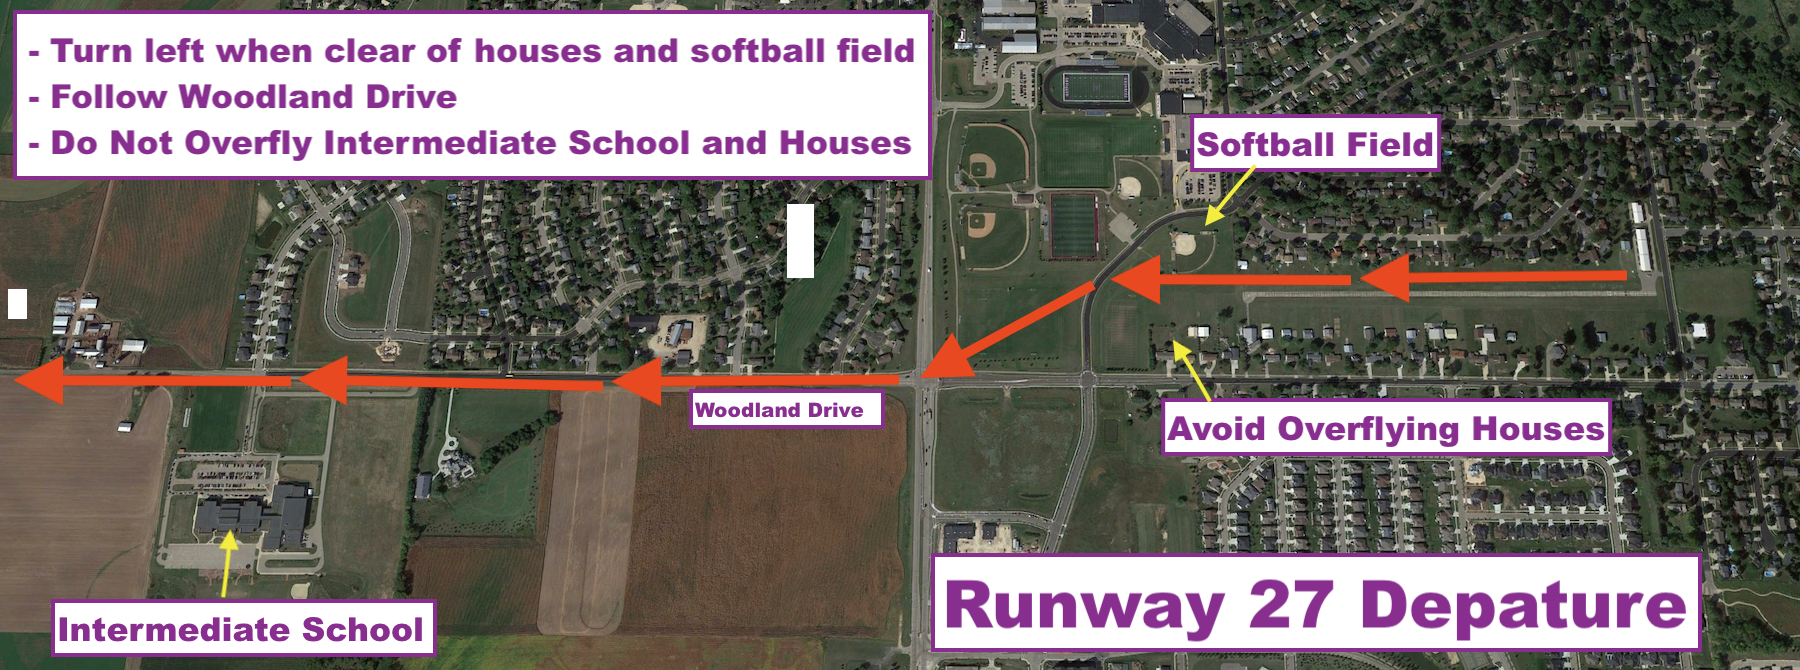 - Turn left when clear of houses and softball field
- Follow Woodland Drive
- Do Not Overfly Intermediate School and Houses
Softball Field
Woodland Drive
Avoid Overflying Houses
Intermediate School
Runway 27 Depature